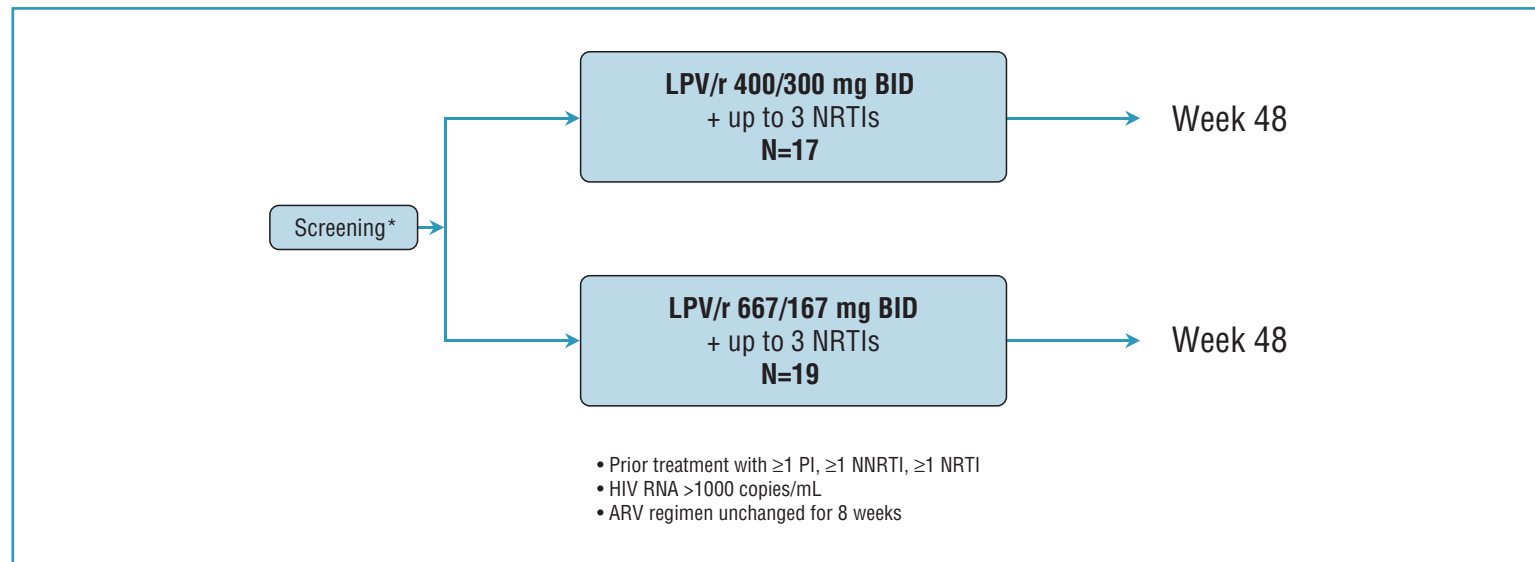 LPV/r 400/300 mg BID
+ up to 3 NRTIs
N=17
Week 48
Screening*
LPV/r 667/167 mg BID
+ up to 3 NRTIs
N=19
Week 48
• Prior treatment with ≥1 PI, ≥1 NNRTI, ≥1 NRTI
• HIV RNA >1000 copies/mL
• ARV regimen unchanged for 8 weeks